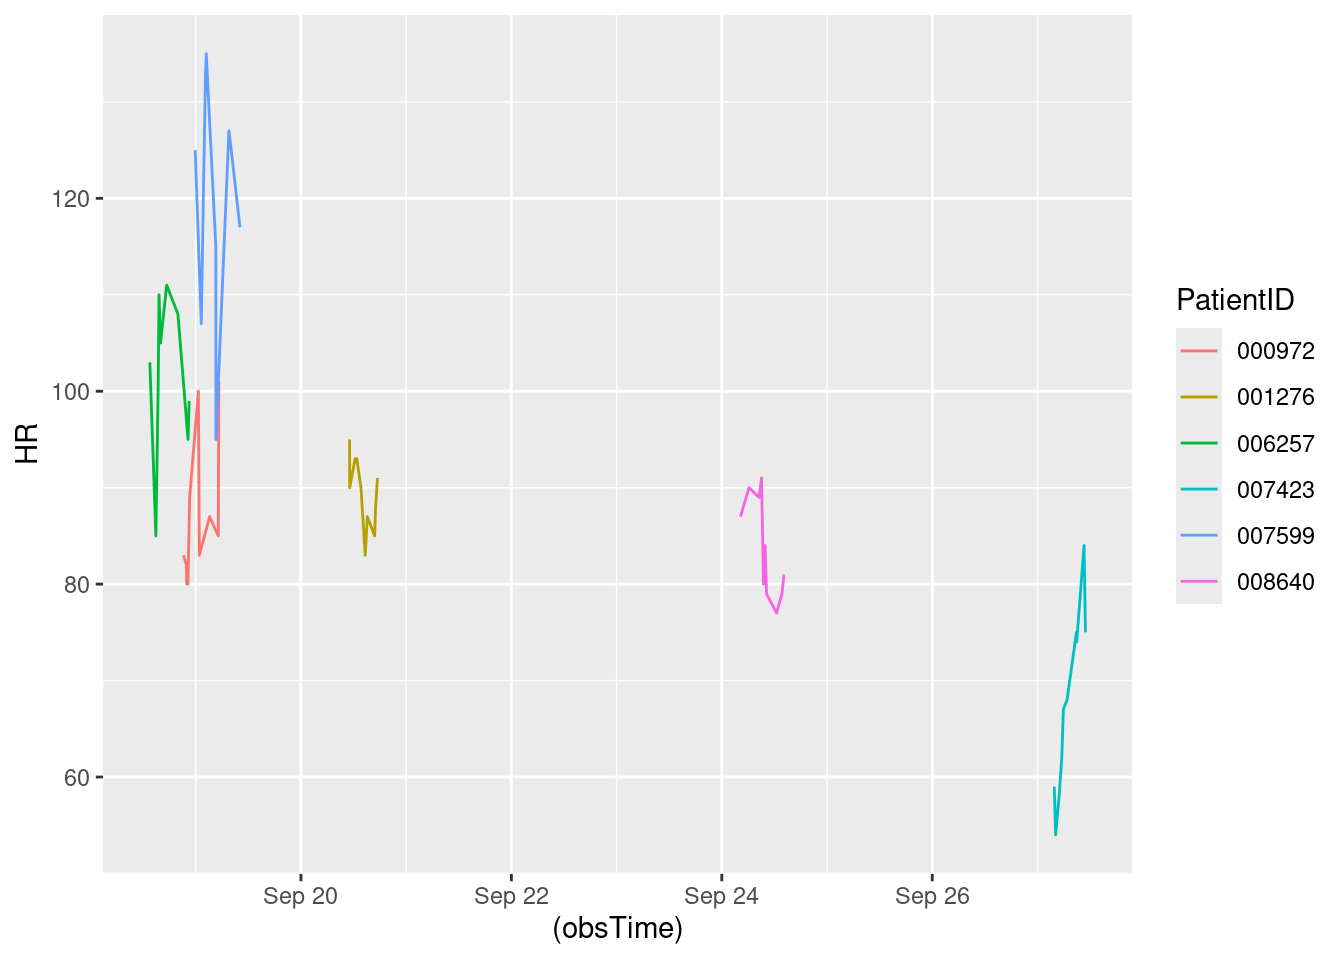 HR
120
100
80
60
Sep 20
Sep 22
Sep 24
Sep 26
(obsTime)
PatientID
000972
001276
006257
007423
007599
008640